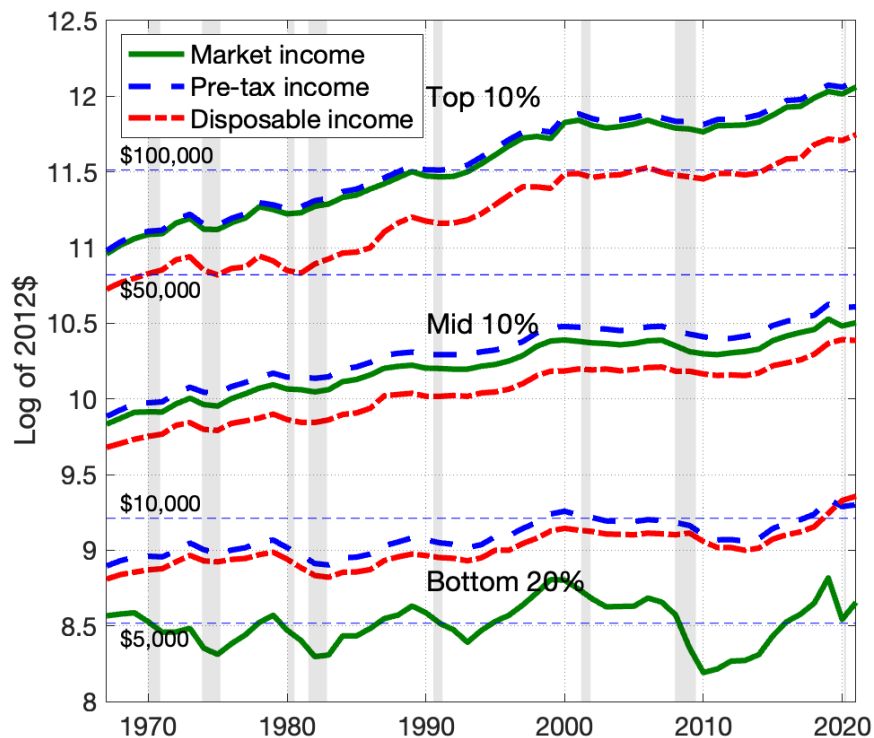 12.5
Market income
Pre-tax income
Disposable income
Top 10%
12
$100,000
11.5
11
$50,000
Mid 10%
10.5
10
9.5
$10,000
9
Bottom 20%
8.5
$5,000
8
Log of 2012$
1970 1980 1990 2000 2010 2020